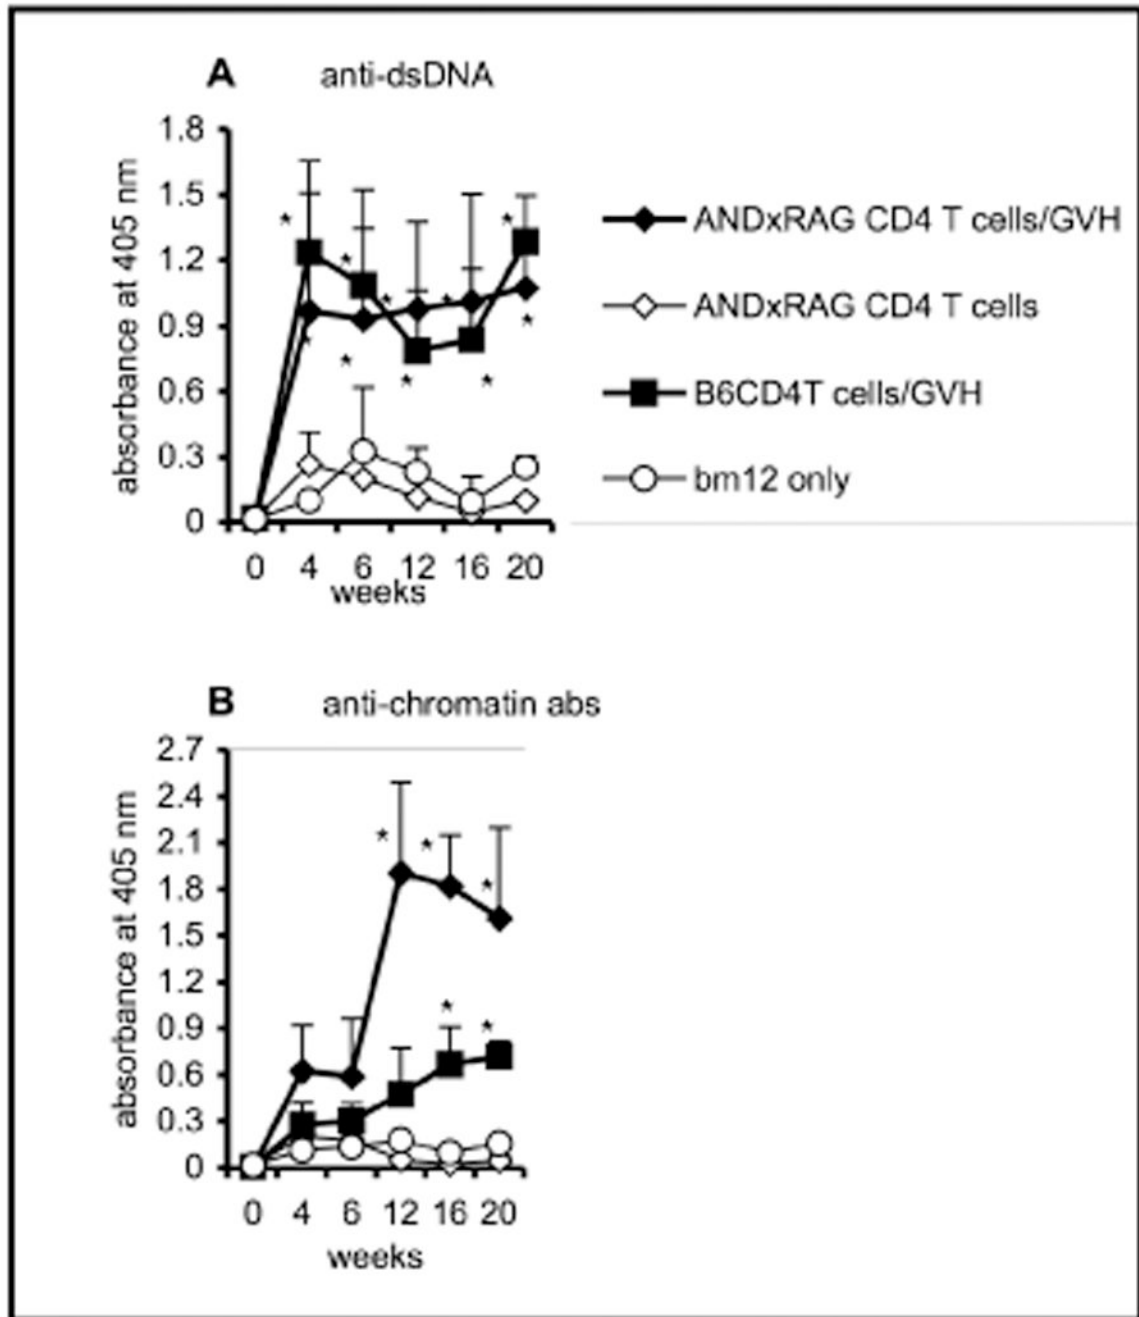 A anti-dsDNA
1.8
1.5
1.2
0.9
0.6
0.3
0
absorbance at 405 nm
0 4 6 12 16 20
weeks
ANDxRAG CD4 T cells/GVH
ANDxRAG CD4 T cells
B6CD4T cells/GVH
bm12 only
B anti-chromatin abs
2.7
2.4
2.1
1.8
1.5
1.2
0.9
0.6
0.3
0
absorbance at 405 nm
0 4 6 12 16 20
weeks